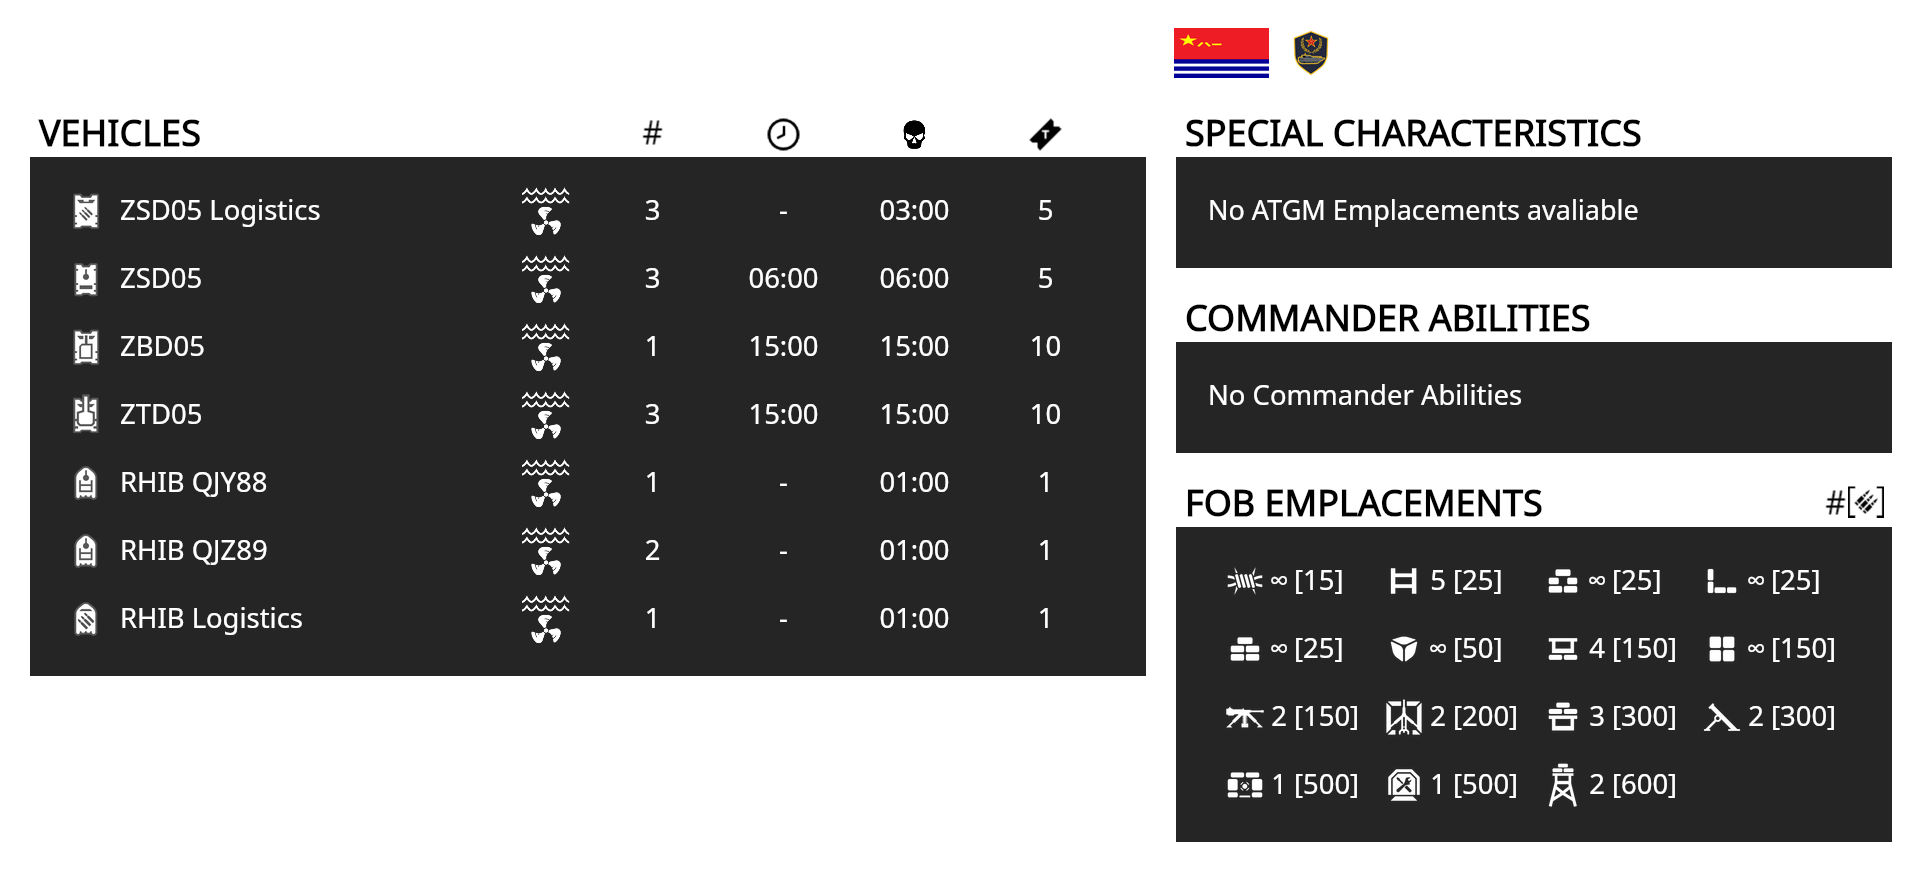 VEHICLES #
ZSD05 Logistics 3 - 03:00 5
ZSD05 3 06:00 06:00 5
ZBD05 1 15:00 15:00 10
ZTD05 3 15:00 15:00 10
RHIB QJY88 1 - 01:00 1
RHIB QJZ89 2 - 01:00 1
RHIB Logistics 1 - 01:00 1
SPECIAL CHARACTERISTICS
No ATGM Emplacements avaliable
COMMANDER ABILITIES
No Commander Abilities
FOB EMPLACEMENTS #[]
∞ [15] 5 [25] ∞ [25] ∞ [25]
∞ [25] ∞ [50] 4 [150] ∞ [150]
2 [150] 2 [200] 3 [300] 2 [300]
1 [500] 1 [500] 2 [600]